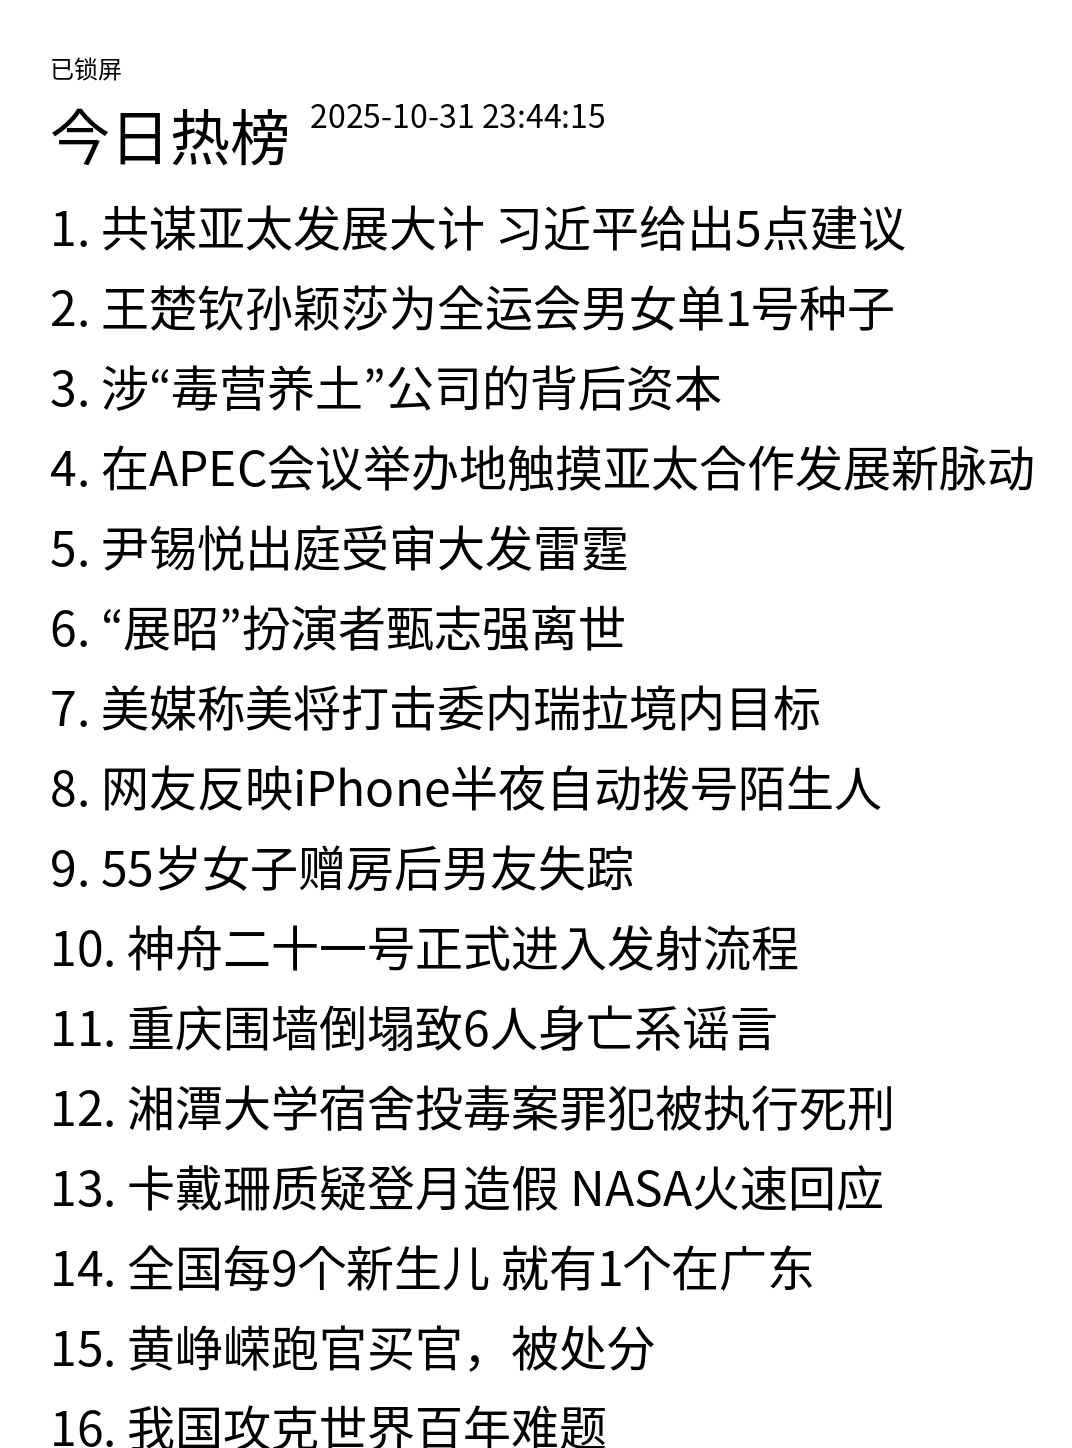 已锁屏
今日热榜 2025-10-31 23:44:15
1. 共谋亚太发展大计 习近平给出5点建议
2. 王楚钦孙颖莎为全运会男女单1号种子
3. 涉“毒营养土”公司的背后资本
4. 在APEC会议举办地触摸亚太合作发展新脉动
5. 尹锡悦出庭受审大发雷霆
6. “展昭”扮演者甄志强离世
7. 美媒称美将打击委内瑞拉境内目标
8. 网友反映iPhone半夜自动拨号陌生人
9. 55岁女子赠房后男友失踪
10. 神舟二十一号正式进入发射流程
11. 重庆围墙倒塌致6人身亡系谣言
12. 湘潭大学宿舍投毒案罪犯被执行死刑
13. 卡戴珊质疑登月造假 NASA火速回应
14. 全国每9个新生儿 就有1个在广东
15. 黄峥嵘跑官买官，被处分
16. 我国攻克世界百年难题